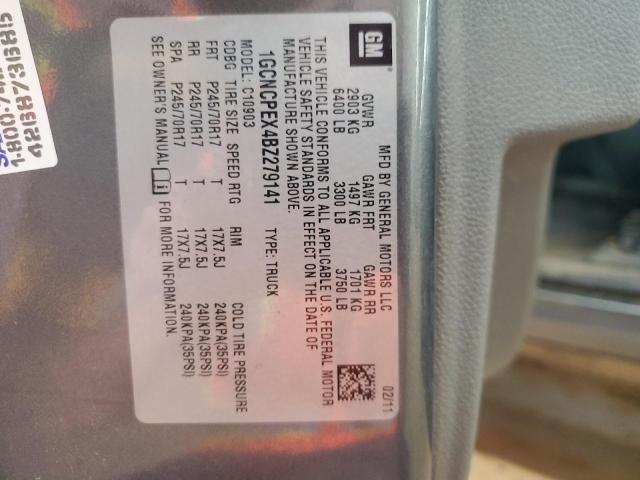 GM
MFD BY GENERAL MOTORS LLC 02/11
GVWR GAWR FRT GAWR RR
2903 KG 1497 KG 1701 KG
6400 LB 3300 LB 3750 LB
THIS VEHICLE CONFORMS TO ALL APPLICABLE U.S. FEDERAL MOTOR
VEHICLE SAFETY STANDARDS IN EFFECT ON THE DATE OF
MANUFACTURE SHOWN ABOVE.
1GCNCPEX4BZ279141 TYPE: TRUCK
MODEL: C10903
CDBG TIRE SIZE SPEED RTG RIM COLD TIRE PRESSURE
FRT P245/70R17 T 17X7.5J 240KPA(35PSI)
RR P245/70R17 T 17X7.5J 240KPA(35PSI)
SPA P245/70R17 T 17X7.5J 240KPA(35PSI)
SEE OWNER'S MANUAL FOR MORE INFORMATION.